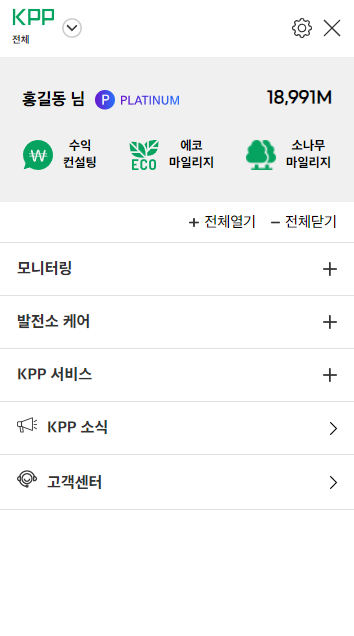 KPP
전체
홍길동 님 P PLATINUM 18,991M
수익
컨설팅
₩
에코
마일리지
ECO
소나무
마일리지
+ 전체열기 − 전체닫기
모니터링
발전소 케어
KPP 서비스
KPP 소식
고객센터